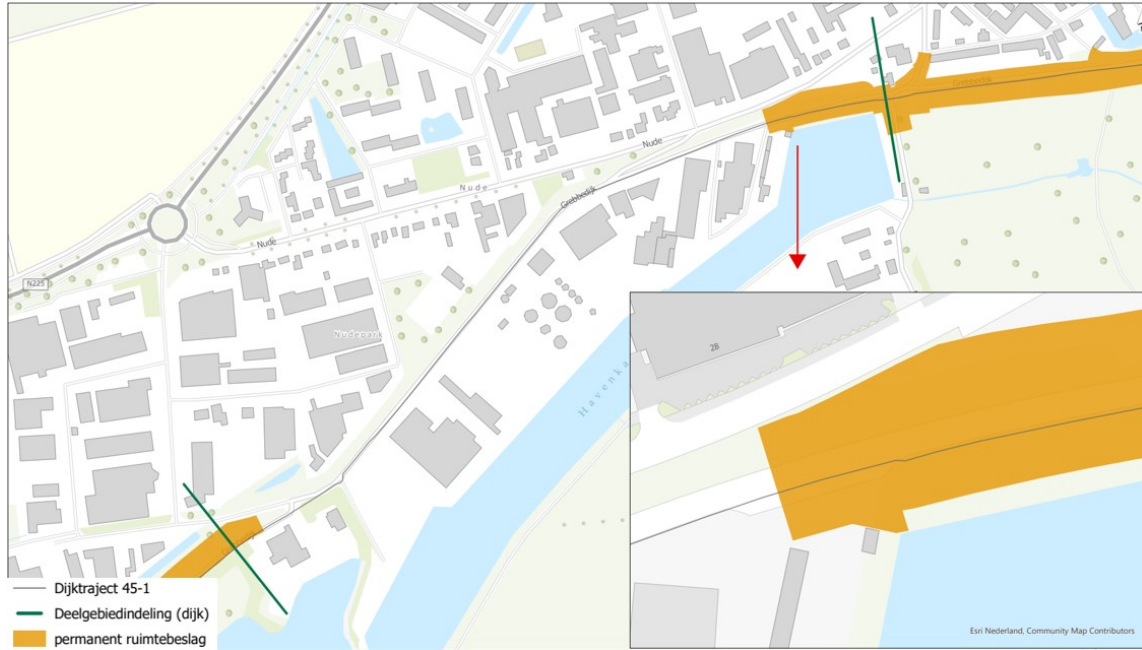 Grebbedijk
Nude
Nude
Grebbedijk
Nude
N225
Nudepark
Havenka
28
Dijktraject 45-1
Deelgebiedindeling (dijk)
permanent ruimtebeslag
Esri Nederland, Community Map Contributors